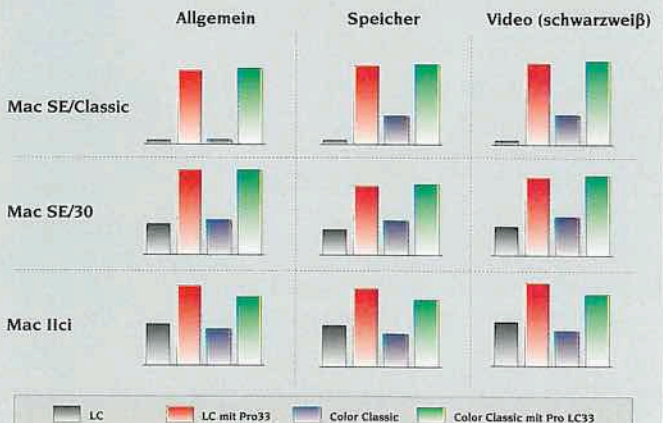 Allgemein Speicher Video (schwarzweiß)
Mac SE/Classic
Mac SE/30
Mac IIci
LC LC mit Pro33 Color Classic Color Classic mit Pro LC33